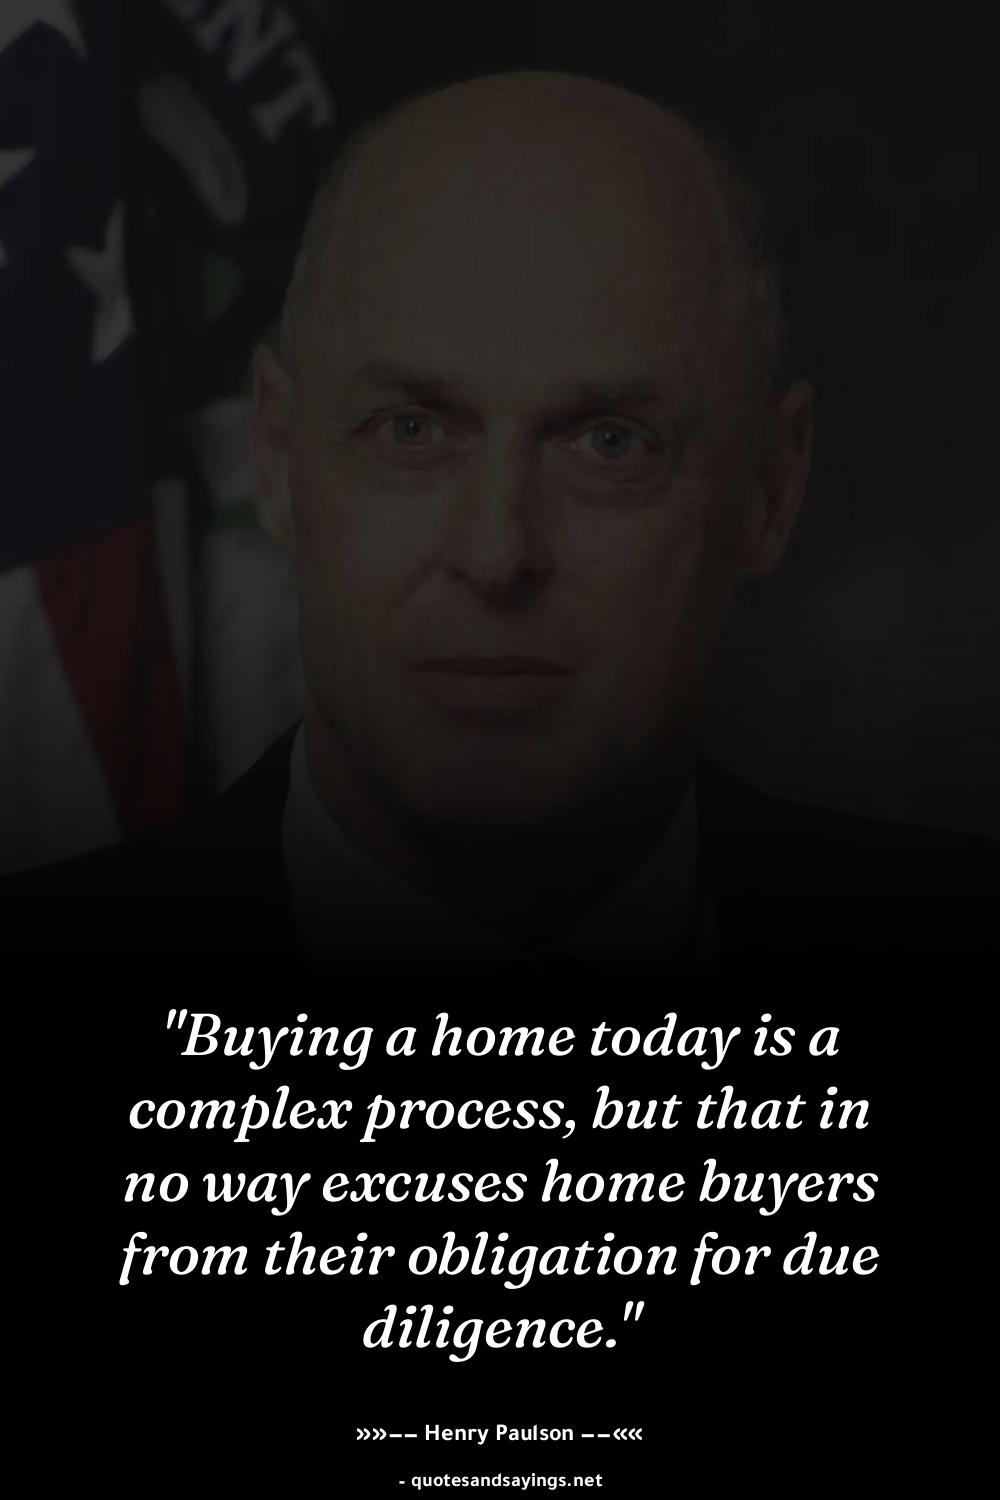 NT
"Buying a home today is a
complex process, but that in
no way excuses home buyers
from their obligation for due
diligence."
»»−− Henry Paulson −−««
- quotesandsayings.net